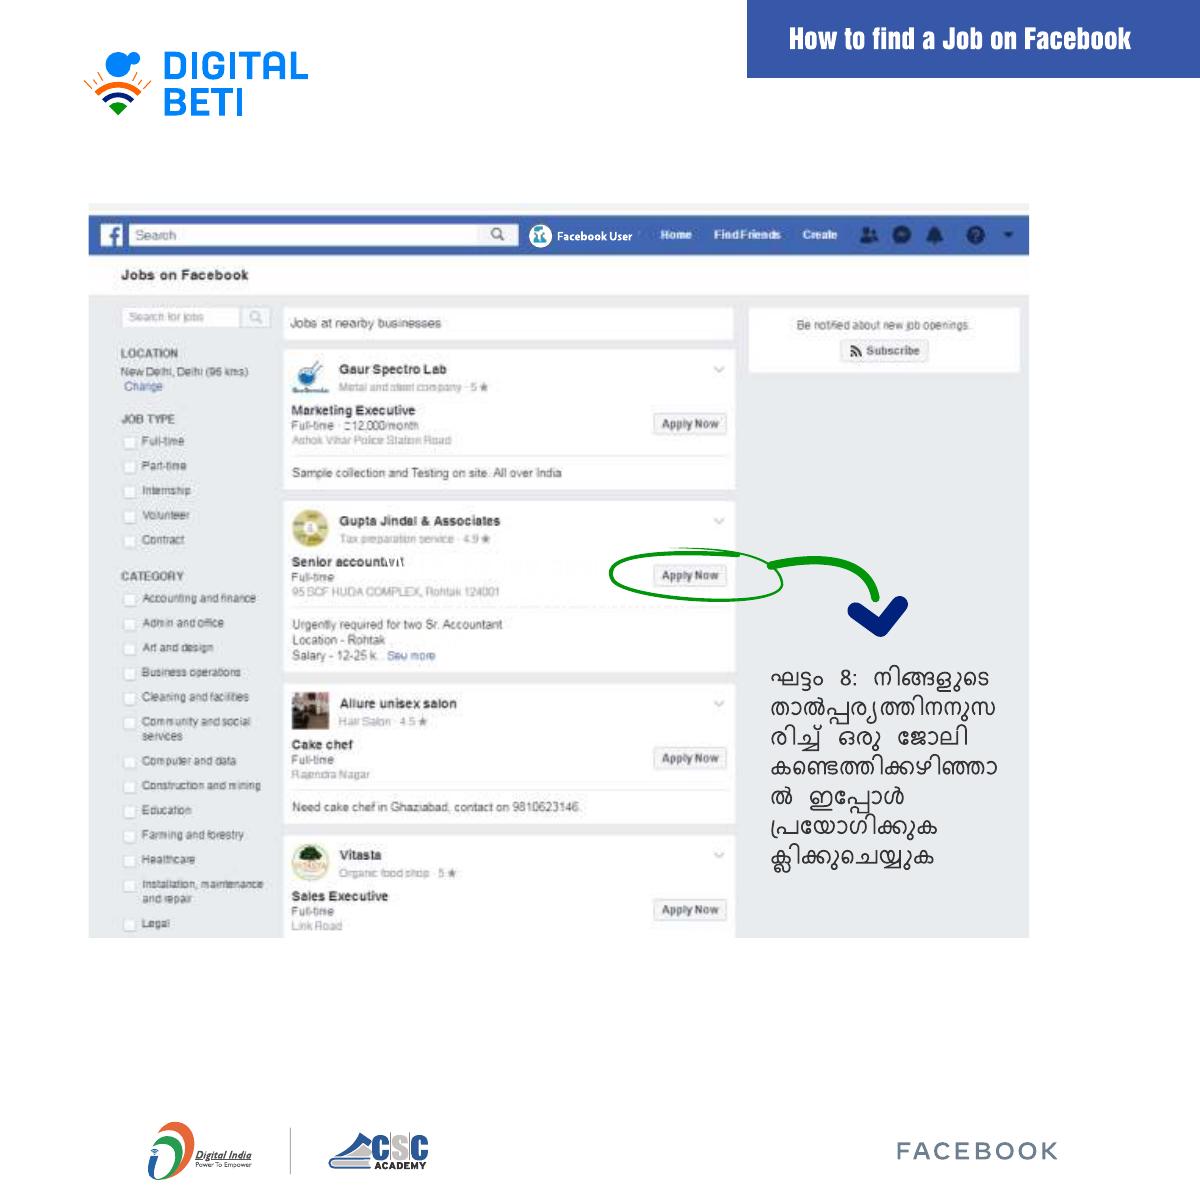 How to find a Job on Facebook
DIGITAL
BETI
Search
Facebook User
Home
Find Friends
Create
Jobs on Facebook
Search for jobs
LOCATION
New Delhi, Delhi (96 kms)
Change
JOB TYPE
Full-time
Part-time
Internship
Volunteer
Contract
CATEGORY
Accounting and finance
Admin and office
Art and design
Business operations
Cleaning and facilities
Community and social
services
Computer and data
Construction and mining
Education
Farming and forestry
Healthcare
Installation, maintenance
and repair
Legal
Jobs at nearby businesses
Gaur Spectro Lab
Metal and steel company · 5 ★
Marketing Executive
Full-time · 12,000/month
Apply Now
Ashok Vihar Police Station Road
Sample collection and Testing on site. All over India
Gupta Jindal & Associates
Tax preparation service · 4.9 ★
Senior
Full-time
Apply Now
95 SCF HUDA COMPLEX, Rohtak 124001
Urgently required for two Sr. Accountant
Location - Rohtak
Salary - 12-25 k...
Allure unisex salon
Hair Salon · 4.5 ★
Cake chef
Full-time
Apply Now
Rajendra Nagar
Need cake chef in Ghaziabad, contact on 9810623146.
Vitasta
Organic food shop · 5 ★
Sales Executive
Full-time
Apply Now
Link Road
Be notified about new job openings.
Subscribe
ഘട്ടം 8: നിങ്ങളുടെ
താൽപ്പര്യത്തിനനുസ
രിച്ച് ഒരു ജോലി
കണ്ടെത്തിക്കഴിഞ്ഞാ
ൽ ഇപ്പോൾ
പ്രയോഗിക്കുക
ക്ലിക്കുചെയ്യുക
Digital India
Power To Empower
CSC
ACADEMY
FACEBOOK